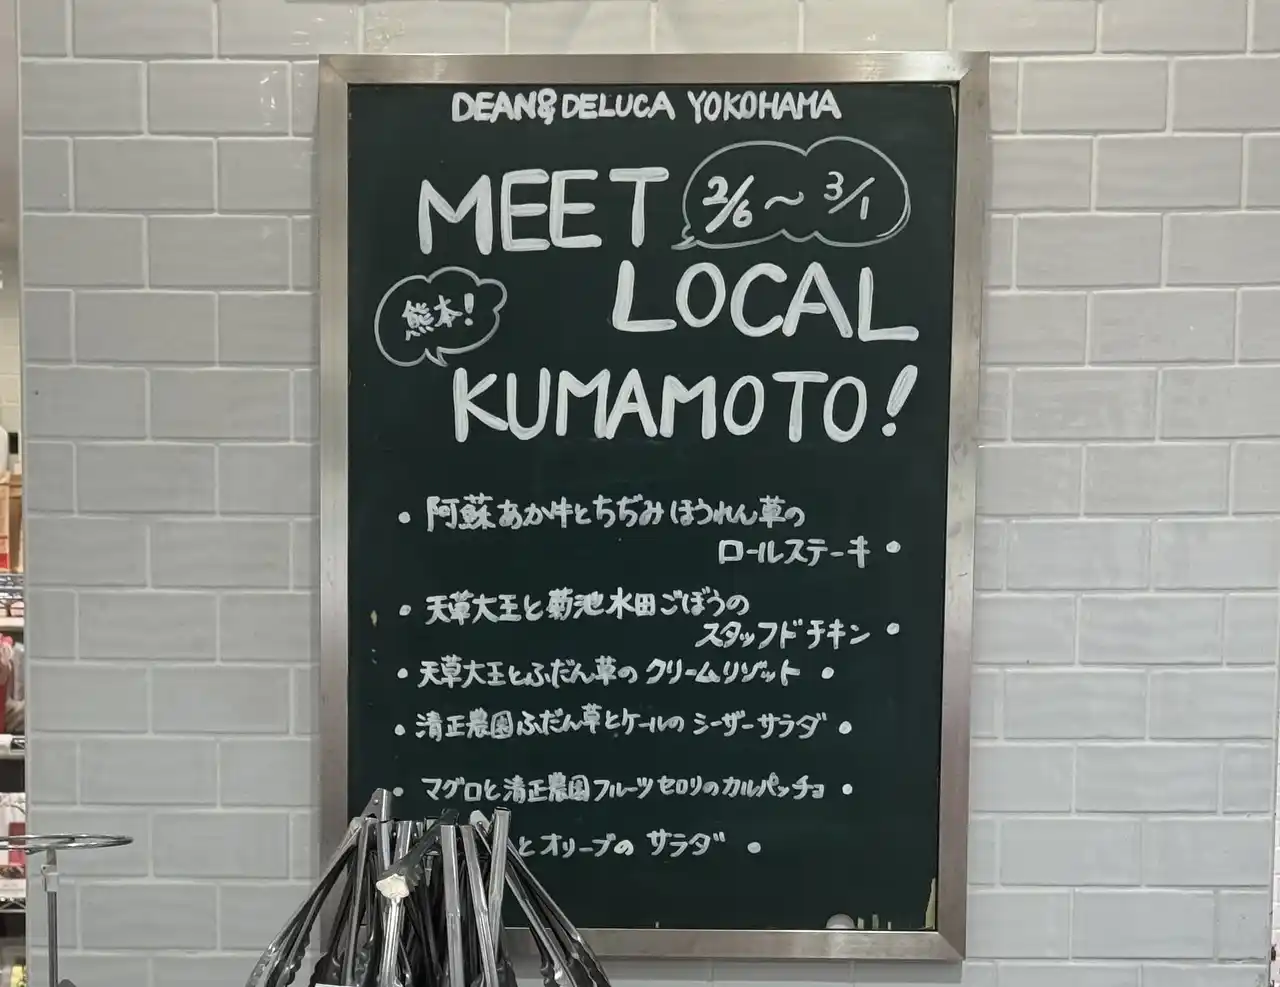 DEAN&DELUCA YOKOHAMA
MEET
2/6～3/1
LOCAL
熊本!
KUMAMOTO!
• 阿蘇あか牛とちぢみほうれん草の
ロールステーキ •
• 天草大王と菊池水田ごぼうの
スタッフドチキン •
• 天草大王とふだん草のクリームリゾット •
• 清正農園ふだん草とケールのシーザーサラダ •
• マグロと清正農園フルーツセロリのカルパッチョ •
とオリーブのサラダ •